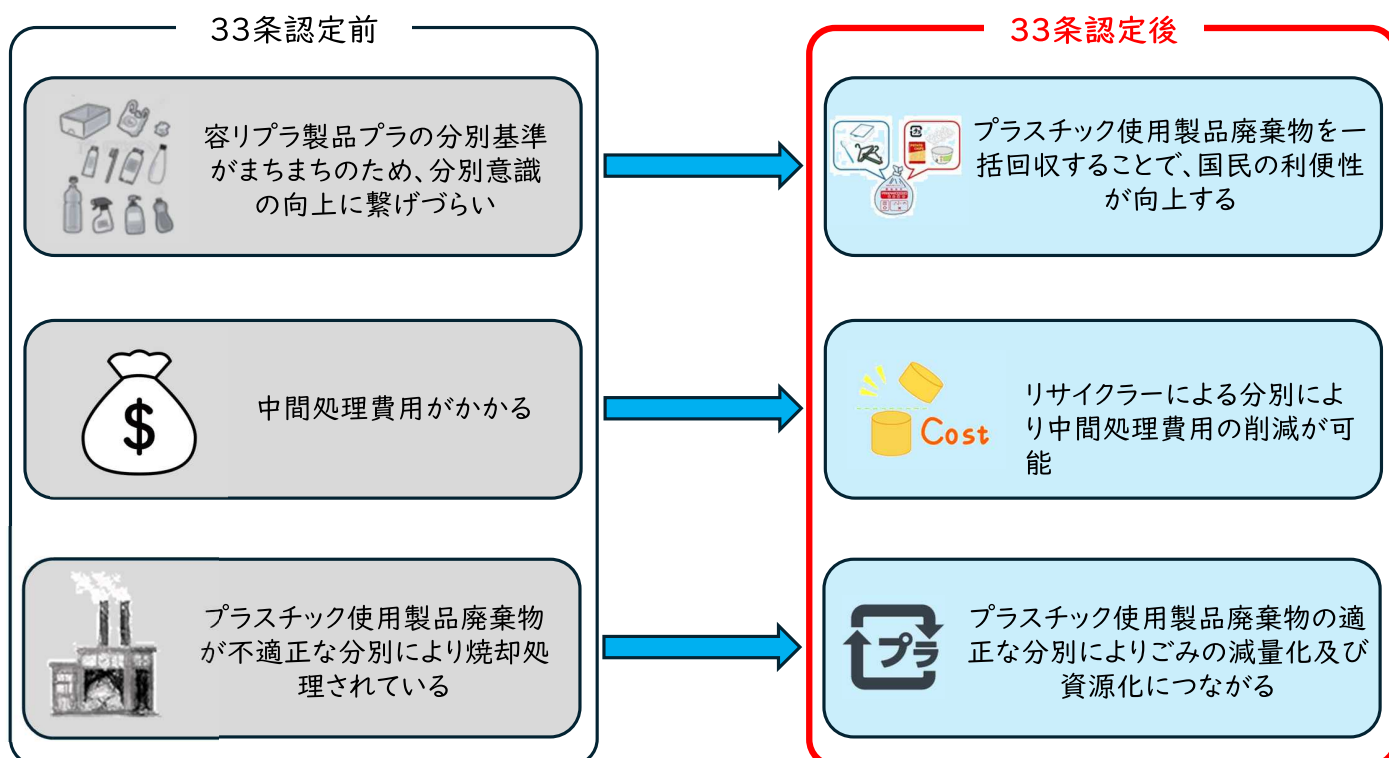 33条認定前
容リプラ製品プラの分別基準
がまちまちのため、分別意識
の向上に繋げづらい
$
中間処理費用がかかる
プラスチック使用製品廃棄物
が不適正な分別により焼却処
理されている
33条認定後
プラスチック使用製品廃棄物を一
括回収することで、国民の利便性
が向上する
Cost
リサイクラーによる分別によ
り中間処理費用の削減が可
能
プラ
プラスチック使用製品廃棄物の適
正な分別によりごみの減量化及び
資源化につながる